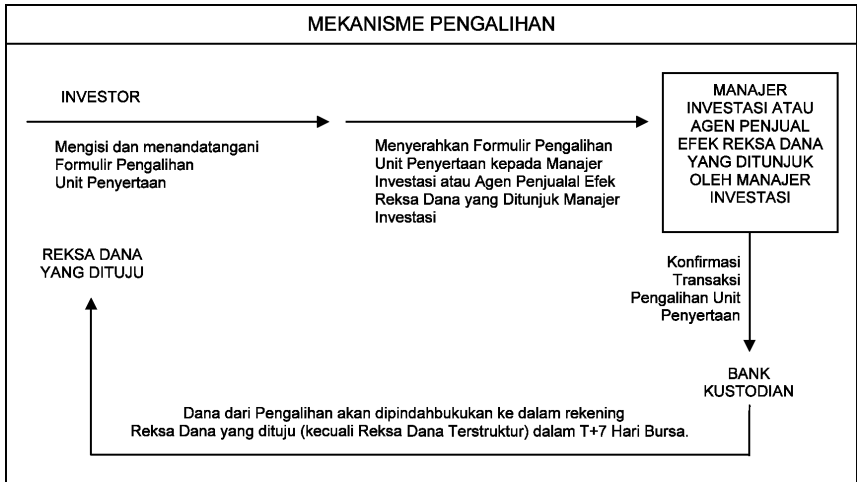 MEKANISME PENGALIHAN
INVESTOR
Mengisi dan menandatangani
Formulir Pengalihan
Unit Penyertaan
Menyerahkan Formulir Pengalihan
Unit Penyertaan kepada Manajer
Investasi atau Agen Penjualal Efek
Reksa Dana yang Ditunjuk Manajer
Investasi
MANAJER
INVESTASI ATAU
AGEN PENJUAL
EFEK REKSA DANA
YANG DITUNJUK
OLEH MANAJER
INVESTASI
Konfirmasi
Transaksi
Pengalihan Unit
Penyertaan
BANK
KUSTODIAN
Dana dari Pengalihan akan dipindahbukukan ke dalam rekening
Reksa Dana yang dituju (kecuali Reksa Dana Terstruktur) dalam T+7 Hari Bursa.
REKSA DANA
YANG DITUJU